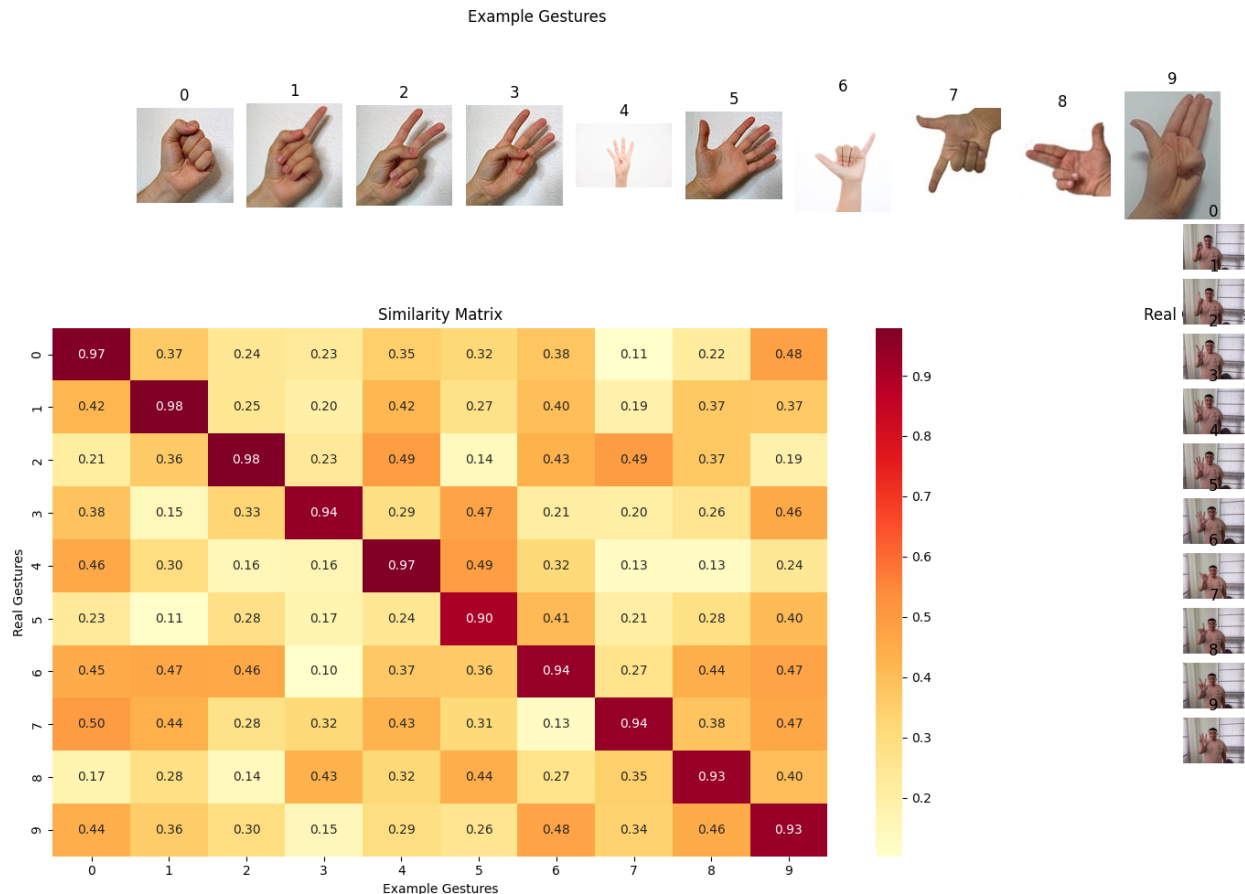 Example Gestures
0 1 2 3 4 5 6 7 8 9
Similarity Matrix
Real
0 0.97 0.37 0.24 0.23 0.35 0.32 0.38 0.11 0.22 0.48
1 0.42 0.98 0.25 0.20 0.42 0.27 0.40 0.19 0.37 0.37
2 0.21 0.36 0.98 0.23 0.49 0.14 0.43 0.49 0.37 0.19
3 0.38 0.15 0.33 0.94 0.29 0.47 0.21 0.20 0.26 0.46
4 0.46 0.30 0.16 0.16 0.97 0.49 0.32 0.13 0.13 0.24
5 0.23 0.11 0.28 0.17 0.24 0.90 0.41 0.21 0.28 0.40
6 0.45 0.47 0.46 0.10 0.37 0.36 0.94 0.27 0.44 0.47
7 0.50 0.44 0.28 0.32 0.43 0.31 0.13 0.94 0.38 0.47
8 0.17 0.28 0.14 0.43 0.32 0.44 0.27 0.35 0.93 0.40
9 0.44 0.36 0.30 0.15 0.29 0.26 0.48 0.34 0.46 0.93
0 1 2 3 4 5 6 7 8 9
Example Gestures
Real Gestures
0.9
0.8
0.7
0.6
0.5
0.4
0.3
0.2
0
1
2
3
4
5
6
7
8
9